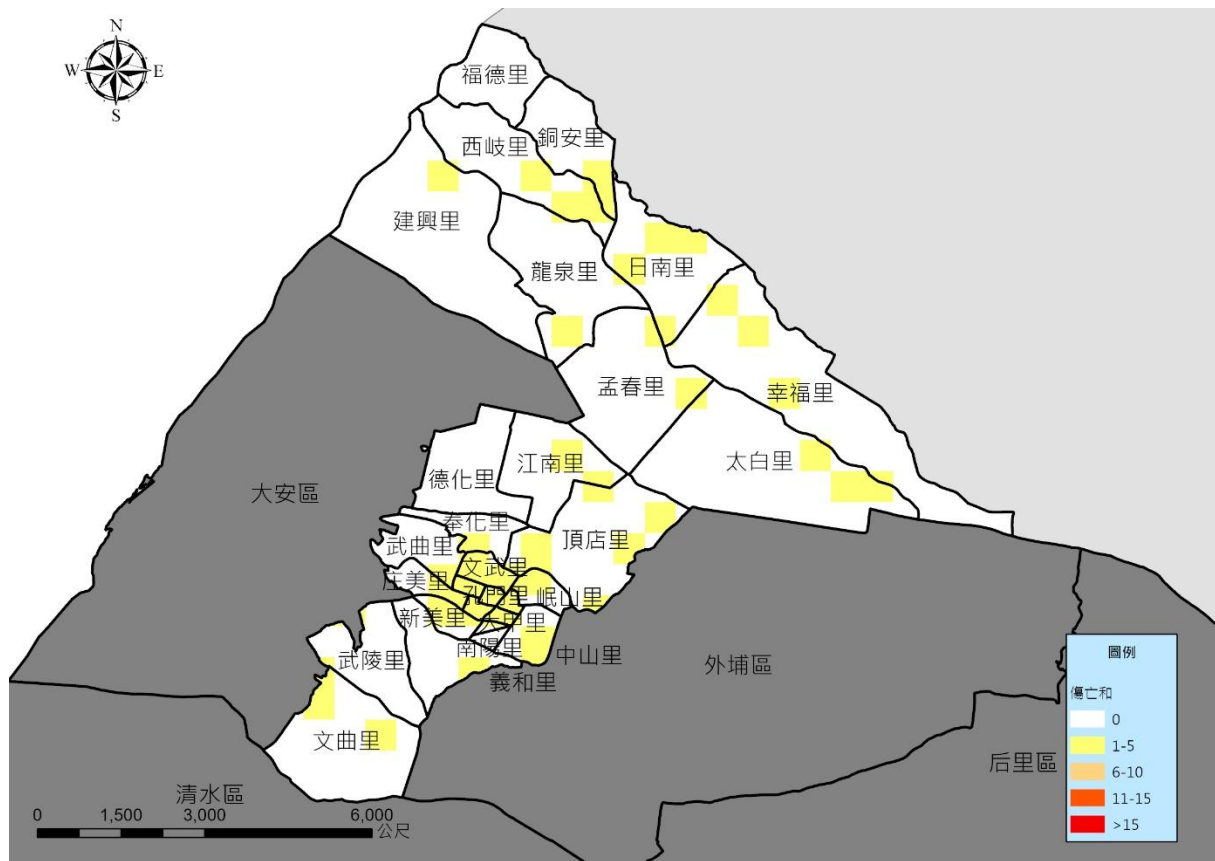 N
W E
S
福德里
銅安里
西岐里
建興里
龍泉里
日南里
孟春里
幸福里
江南里
太白里
德化里
大安區
奉化里
武曲里
頂店里
文武里
庄美里
孔門里
岷山里
新美里
大甲里
南陽里
武陵里
中山里
外埔區
義和里
文曲里
后里區
清水區
0 1,500 3,000 6,000
公尺
圖例
傷亡和
0
1-5
6-10
11-15
>15